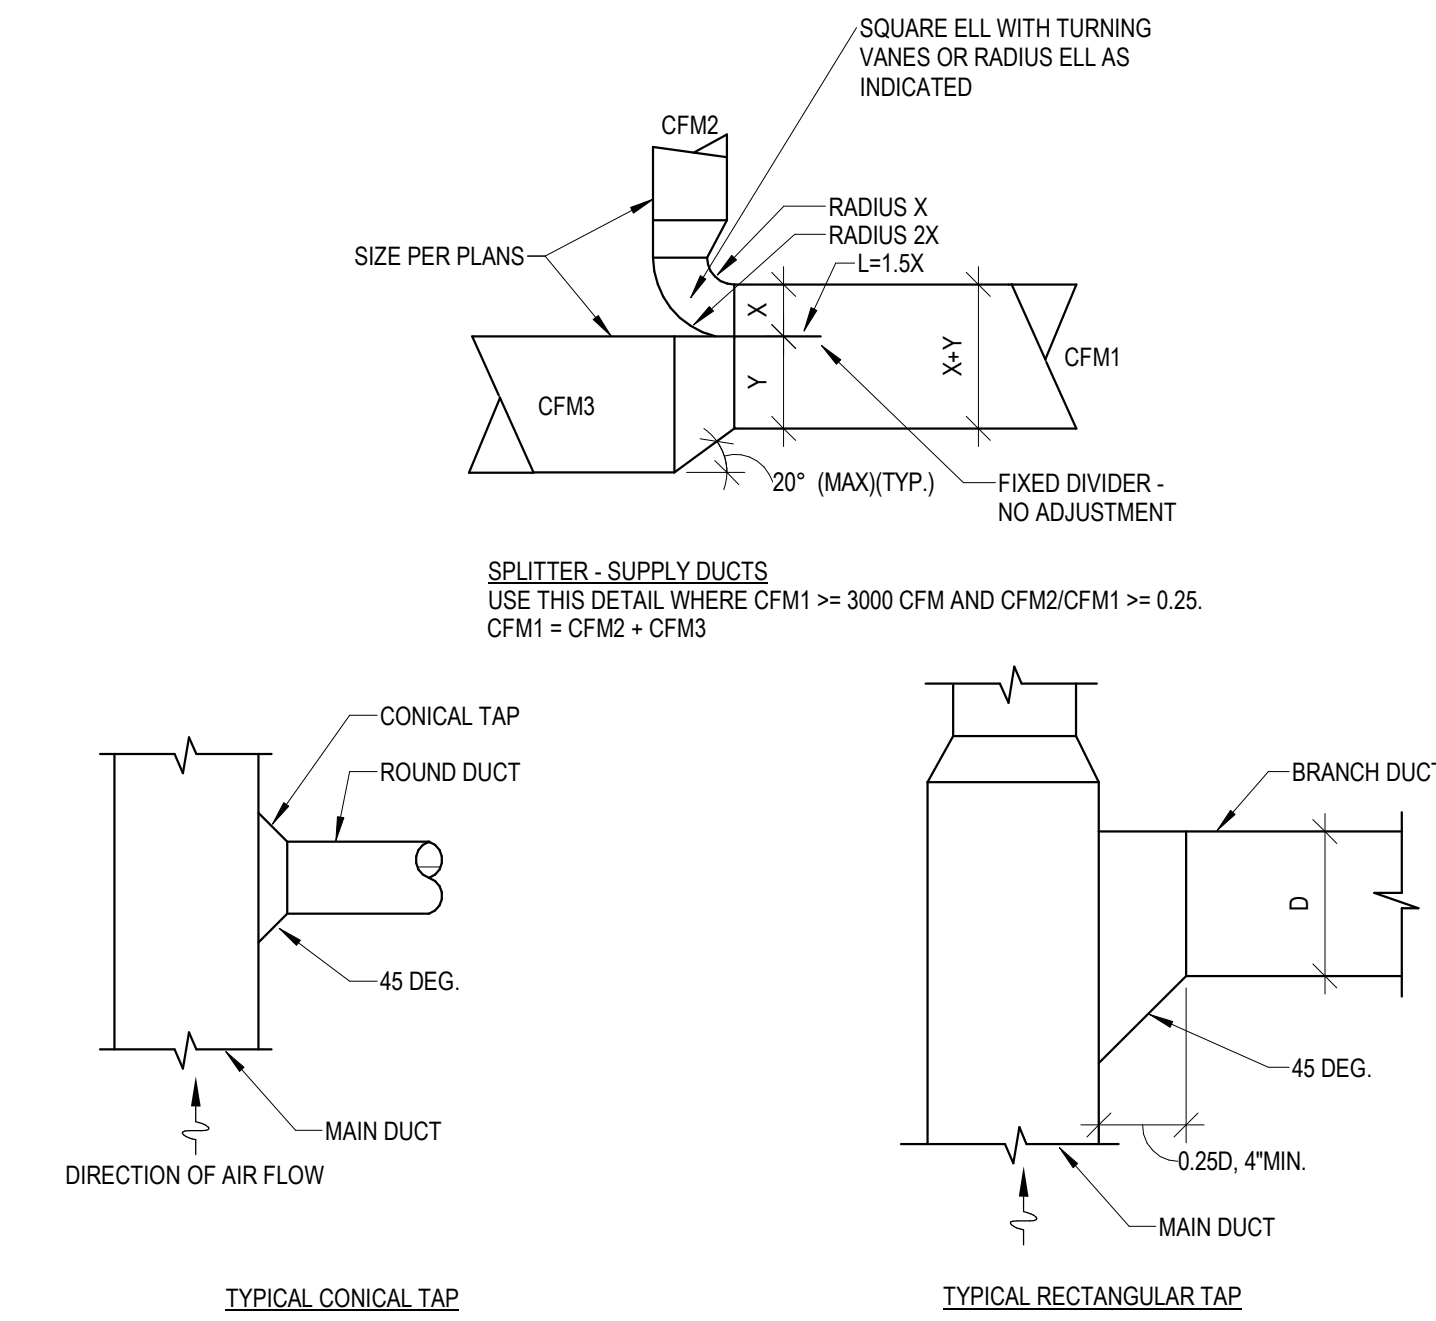 SQUARE ELL WITH TURNING
VANES OR RADIUS ELL AS
INDICATED
CFM2
RADIUS X
RADIUS 2X
L=1.5X
SIZE PER PLANS
X
Y
X+Y
CFM1
CFM3
20° (MAX)(TYP.)
FIXED DIVIDER -
NO ADJUSTMENT
SPLITTER - SUPPLY DUCTS
USE THIS DETAIL WHERE CFM1 >= 3000 CFM AND CFM2/CFM1 >= 0.25.
CFM1 = CFM2 + CFM3
CONICAL TAP
ROUND DUCT
45 DEG.
MAIN DUCT
DIRECTION OF AIR FLOW
TYPICAL CONICAL TAP
BRANCH DUCT
D
45 DEG.
0.25D, 4"MIN.
MAIN DUCT
TYPICAL RECTANGULAR TAP